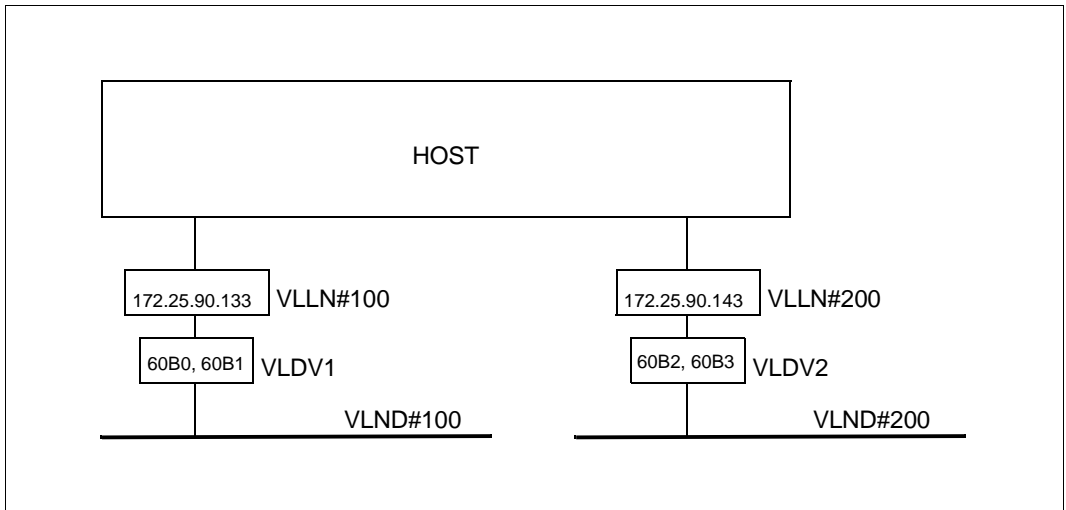 HOST
172.25.90.133 VLLN#100
172.25.90.143 VLLN#200
60B0, 60B1 VLDV1
60B2, 60B3 VLDV2
VLND#100
VLND#200